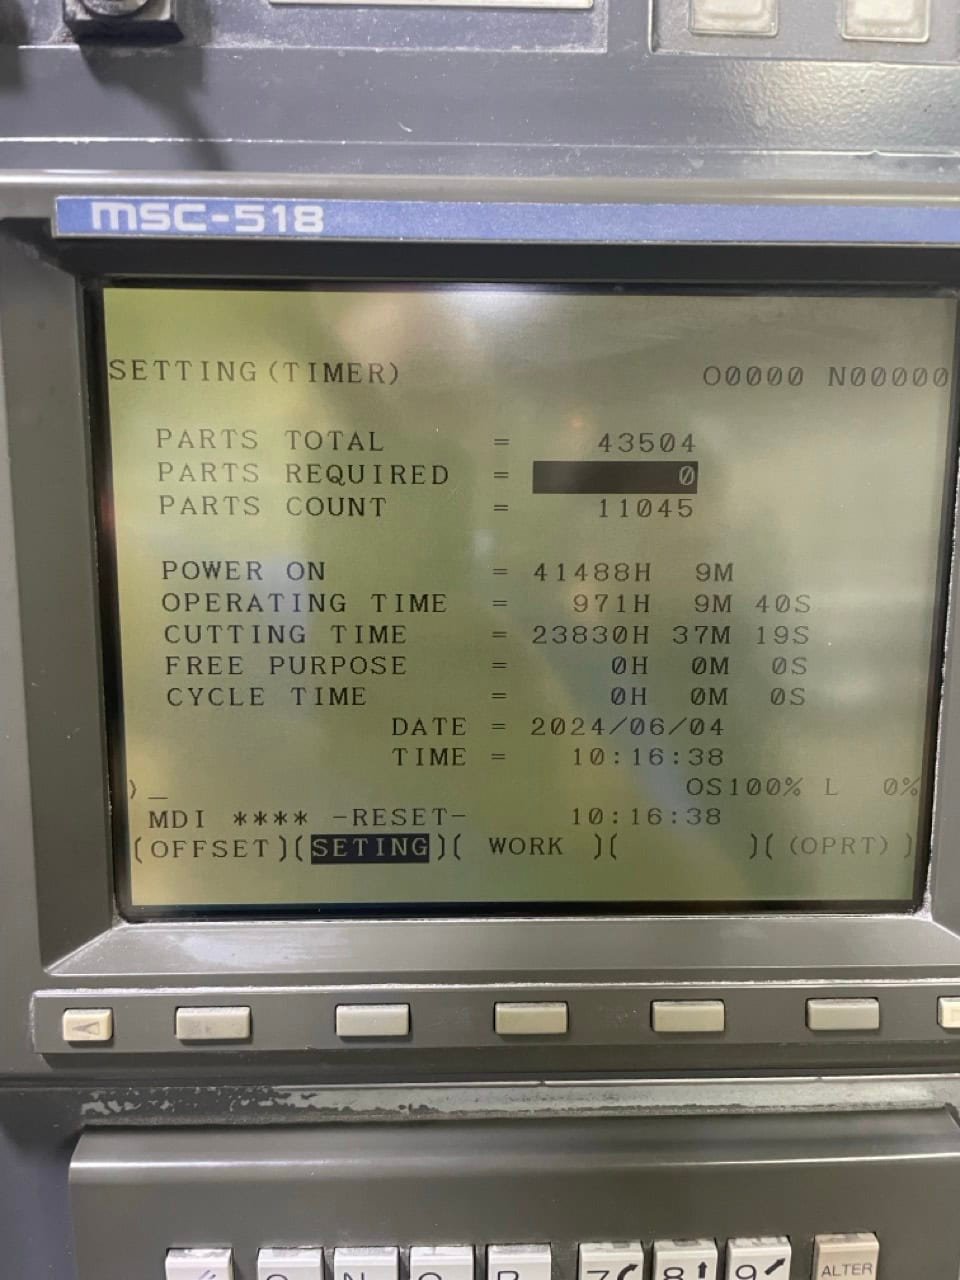 MSC-518
SETTING(TIMER) O0000 N00000
PARTS TOTAL = 43504
PARTS REQUIRED = 0
PARTS COUNT = 11045
POWER ON = 41488H 9M
OPERATING TIME = 971H 9M 40S
CUTTING TIME = 23830H 37M 19S
FREE PURPOSE = 0H 0M 0S
CYCLE TIME = 0H 0M 0S
DATE = 2024/06/04
TIME = 10:16:38
)_ OS100% L 0%
MDI **** -RESET- 10:16:38
(OFFSET)(SETING)( WORK )( )( (OPRT) )
7 8 9 ALTER